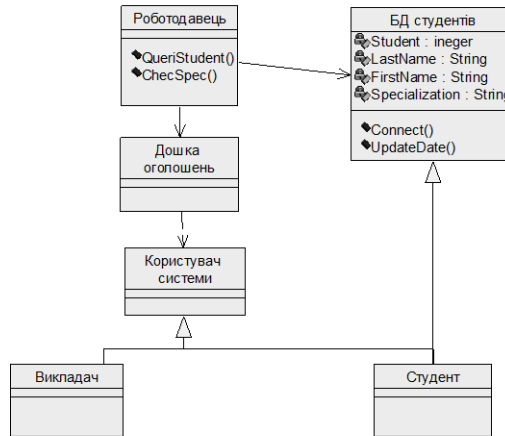 Роботодавець
QueriStudent()
ChecSpec()
БД студентів
Student : ineger
LastName : String
FirstName : String
Specialization : String
Connect()
UpdateDate()
Дошка
оголошень
Користувач
системи
Викладач
Студент